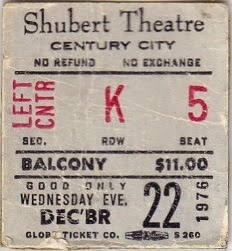 Shubert Theatre
CENTURY CITY
NO REFUND NO EXCHANGE
LEFT CNTR K 5
SEC. ROW SEAT
BALCONY $11.00
GOOD ONLY
WEDNESDAY EVE.
DEC'BR 22 1976
GLOBE TICKET CO. S 260